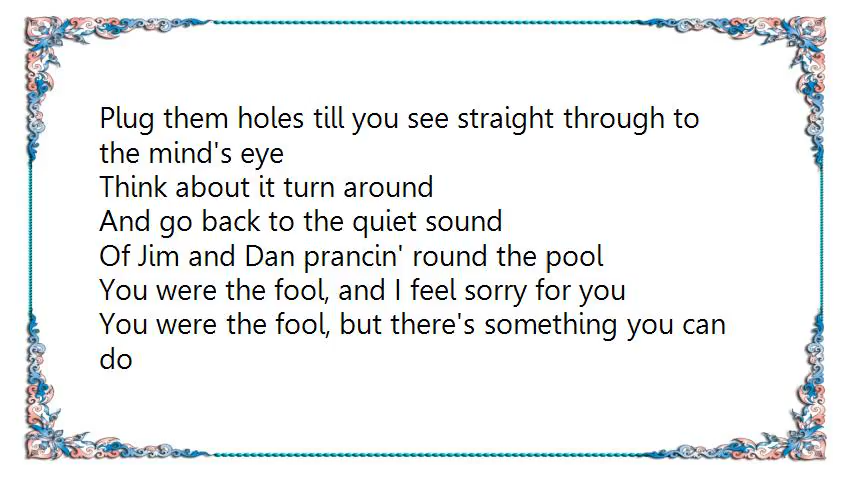 Plug them holes till you see straight through to
the mind's eye
Think about it turn around
And go back to the quiet sound
Of Jim and Dan prancin' round the pool
You were the fool, and I feel sorry for you
You were the fool, but there's something you can
do